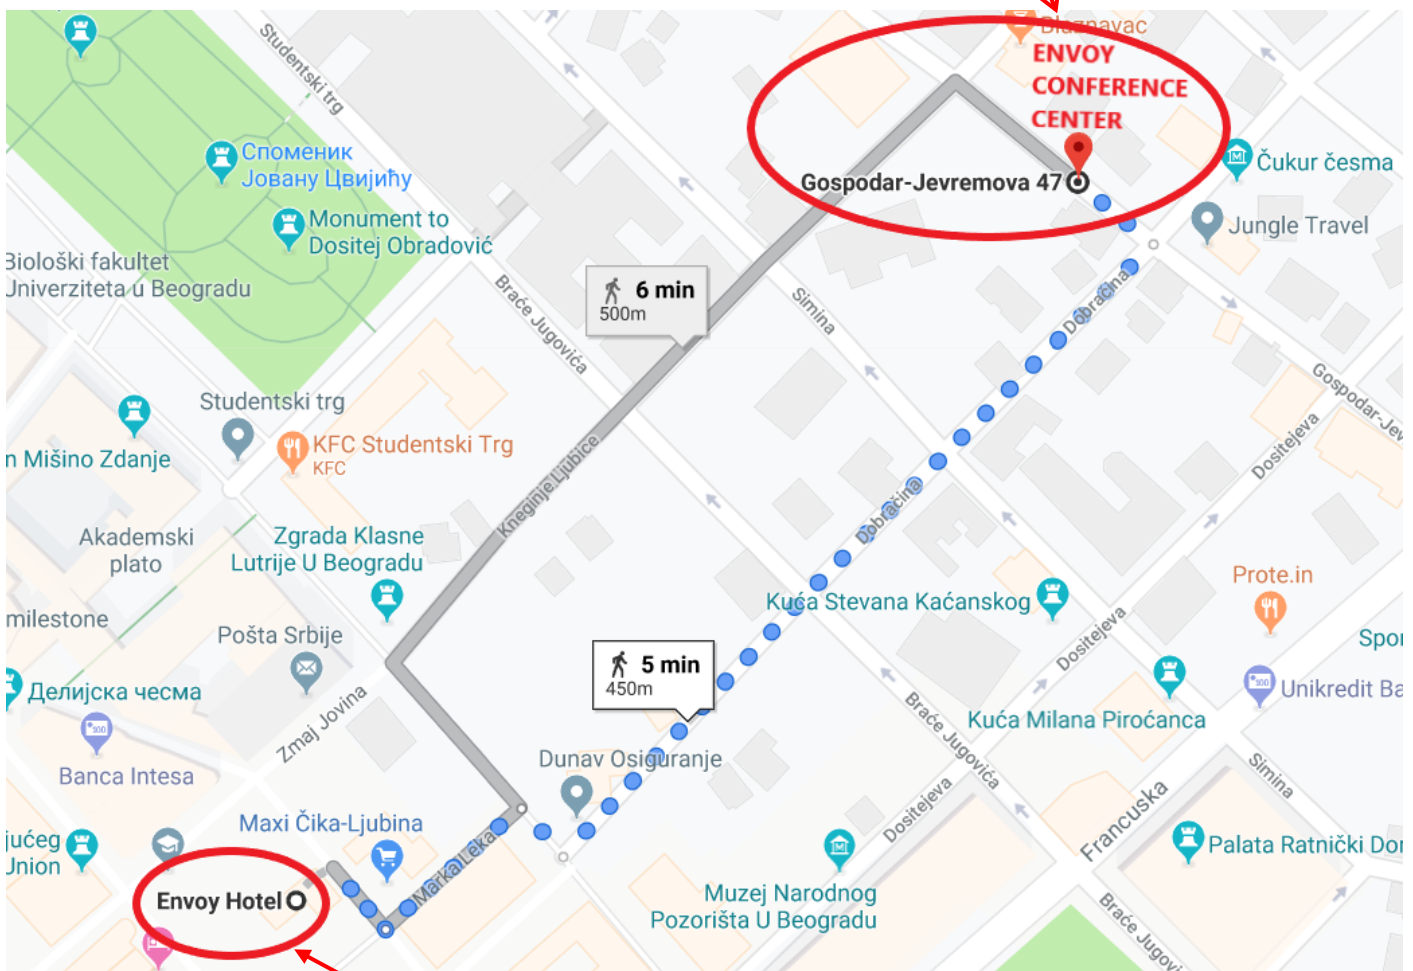 Studentski trg
Blaznavac
ENVOY
CONFERENCE
CENTER
Споменик
Јовану Цвијићу
Čukur česma
Gospodar-Jevremova 47
Monument to
Dositej Obradović
Jungle Travel
Biološki fakultet
Univerziteta u Beogradu
6 min
500m
Braće Jugovića
Simina
Dobračina
Gospodar-Jev
Studentski trg
KFC Studentski Trg
KFC
n Mišino Zdanje
Kneginje Ljubice
Dositejeva
Dobračina
Akademski
plato
Zgrada Klasne
Lutrije U Beogradu
Prote.in
Kuća Stevana Kaćanskog
milestone
Pošta Srbije
Dositejeva
Spor
5 min
450m
Делијска чесма
Unikredit Ba
Zmaj Jovina
Braće Jugovića
Kuća Milana Piroćanca
Dunav Osiguranje
Banca Intesa
Simina
Dositejeva
Francuska
Maxi Čika-Ljubina
jućeg
Union
Palata Ratnički Dor
Marka Leka
Envoy Hotel
Muzej Narodnog
Pozorišta U Beogradu
Braće Jugovi